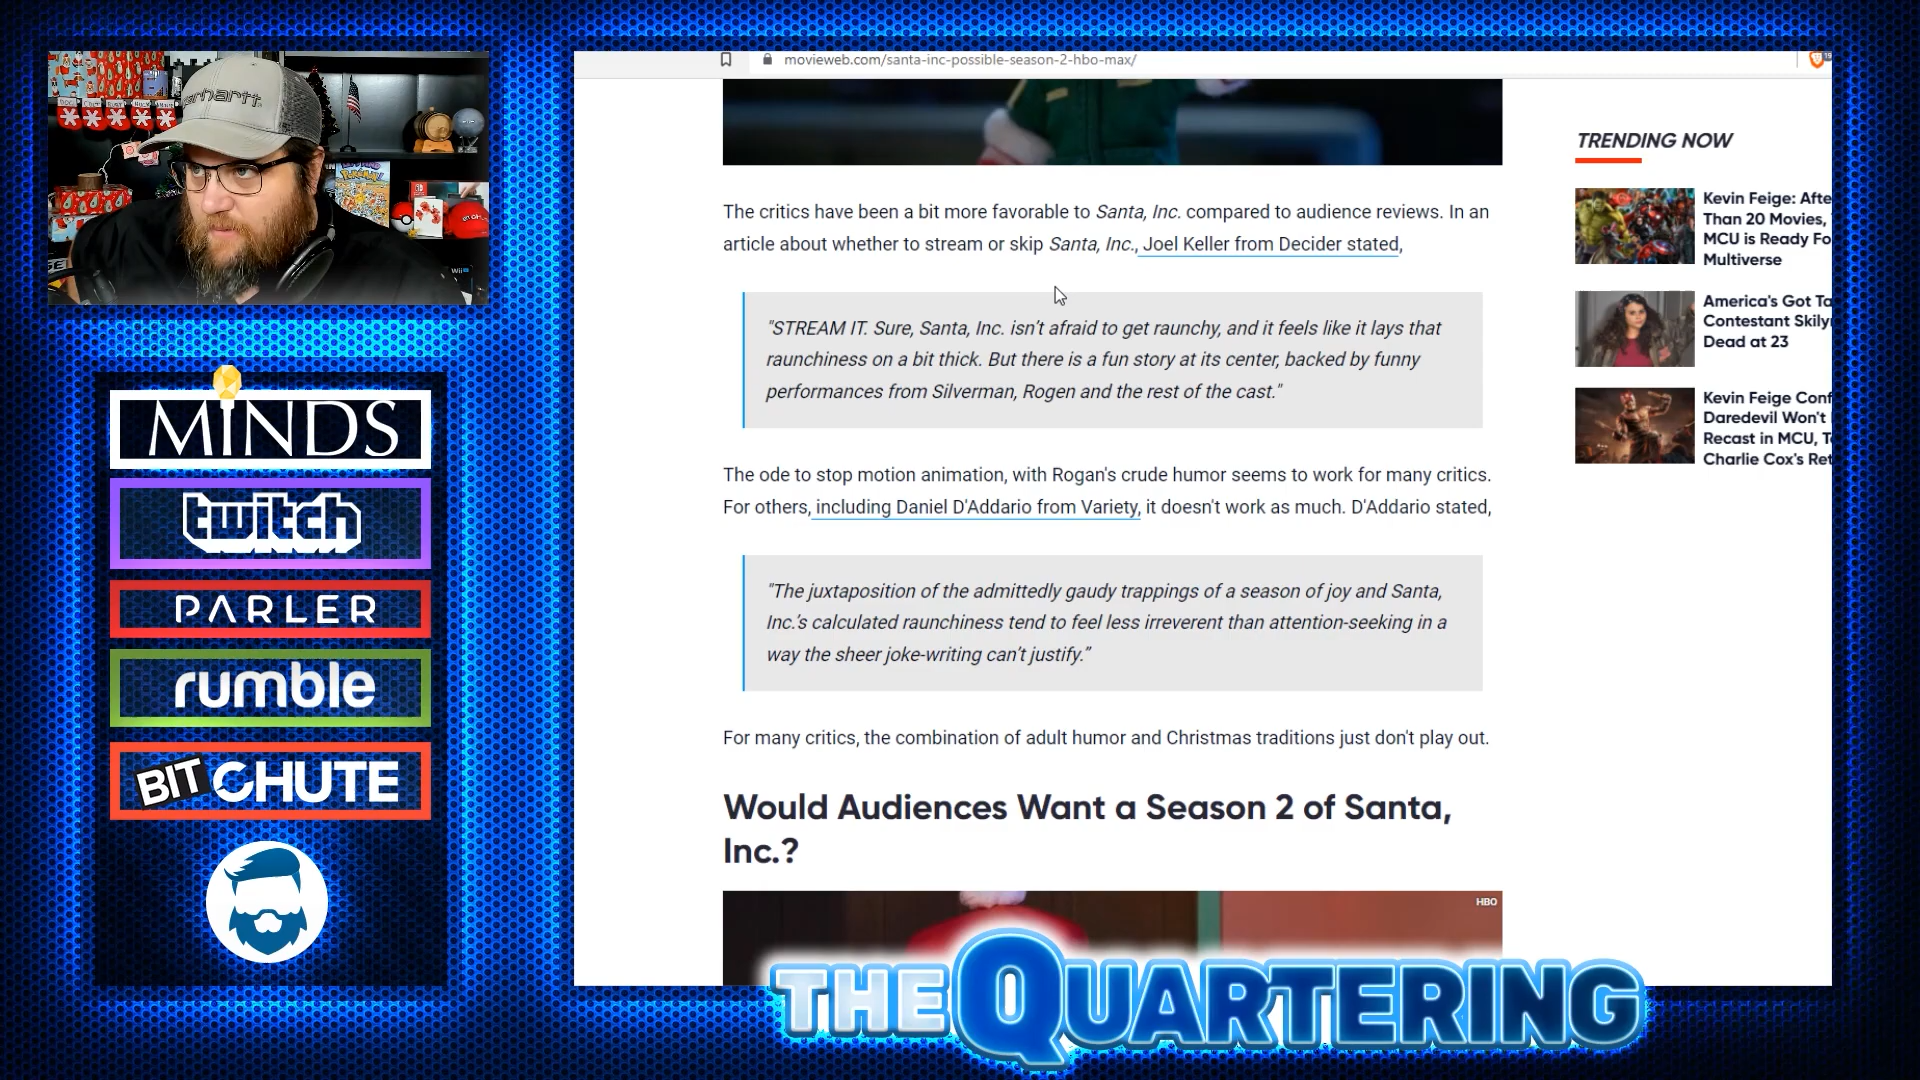 movieweb.com/santa-inc-possible-season-2-hbo-max/
carhartt
The critics have been a bit more favorable to Santa, Inc. compared to audience reviews. In an
article about whether to stream or skip Santa, Inc., Joel Keller from Decider stated,
"STREAM IT. Sure, Santa, Inc. isn't afraid to get raunchy, and it feels like it lays that
raunchiness on a bit thick. But there is a fun story at its center, backed by funny
performances from Silverman, Rogen and the rest of the cast."
The ode to stop motion animation, with Rogan's crude humor seems to work for many critics.
For others, including Daniel D'Addario from Variety, it doesn't work as much. D'Addario stated,
"The juxtaposition of the admittedly gaudy trappings of a season of joy and Santa,
Inc.'s calculated raunchiness tend to feel less irreverent than attention-seeking in a
way the sheer joke-writing can't justify."
For many critics, the combination of adult humor and Christmas traditions just don't play out.
Would Audiences Want a Season 2 of Santa,
Inc.?
HBO
TRENDING NOW
Kevin Feige: Afte
Than 20 Movies,
MCU is Ready Fo
Multiverse
America's Got Ta
Contestant Skily
Dead at 23
Kevin Feige Conf
Daredevil Won't
Recast in MCU, T
Charlie Cox's Ret
MINDS
twitch
PARLER
rumble
BITCHUTE
THE QUARTERING